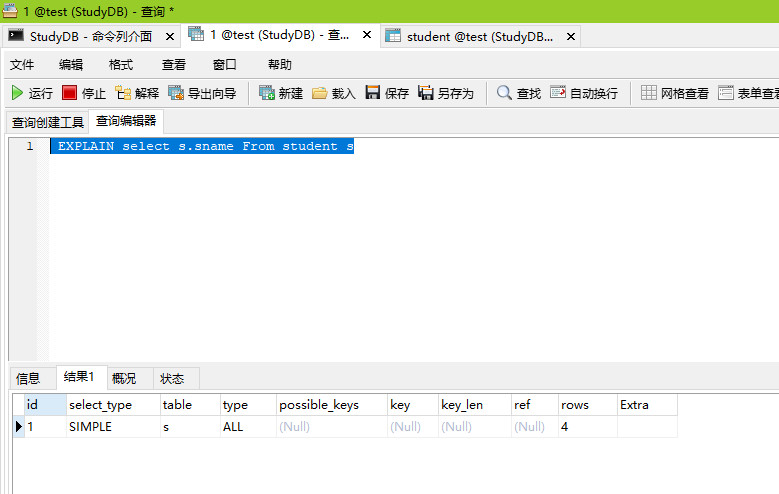 1 @test (StudyDB) - 查询 *
StudyDB - 命令列介面 1 @test (StudyDB) - 查... student @test (StudyDB...
文件 编辑 格式 查看 窗口 帮助
运行 停止 解释 导出向导 新建 载入 保存 另存为 查找 自动换行 网格查看 表单查看
查询创建工具 查询编辑器
1 EXPLAIN select s.sname From student s
信息 结果1 概况 状态
id select_type table type possible_keys key key_len ref rows Extra
1 SIMPLE s ALL (Null) (Null) (Null) (Null) 4